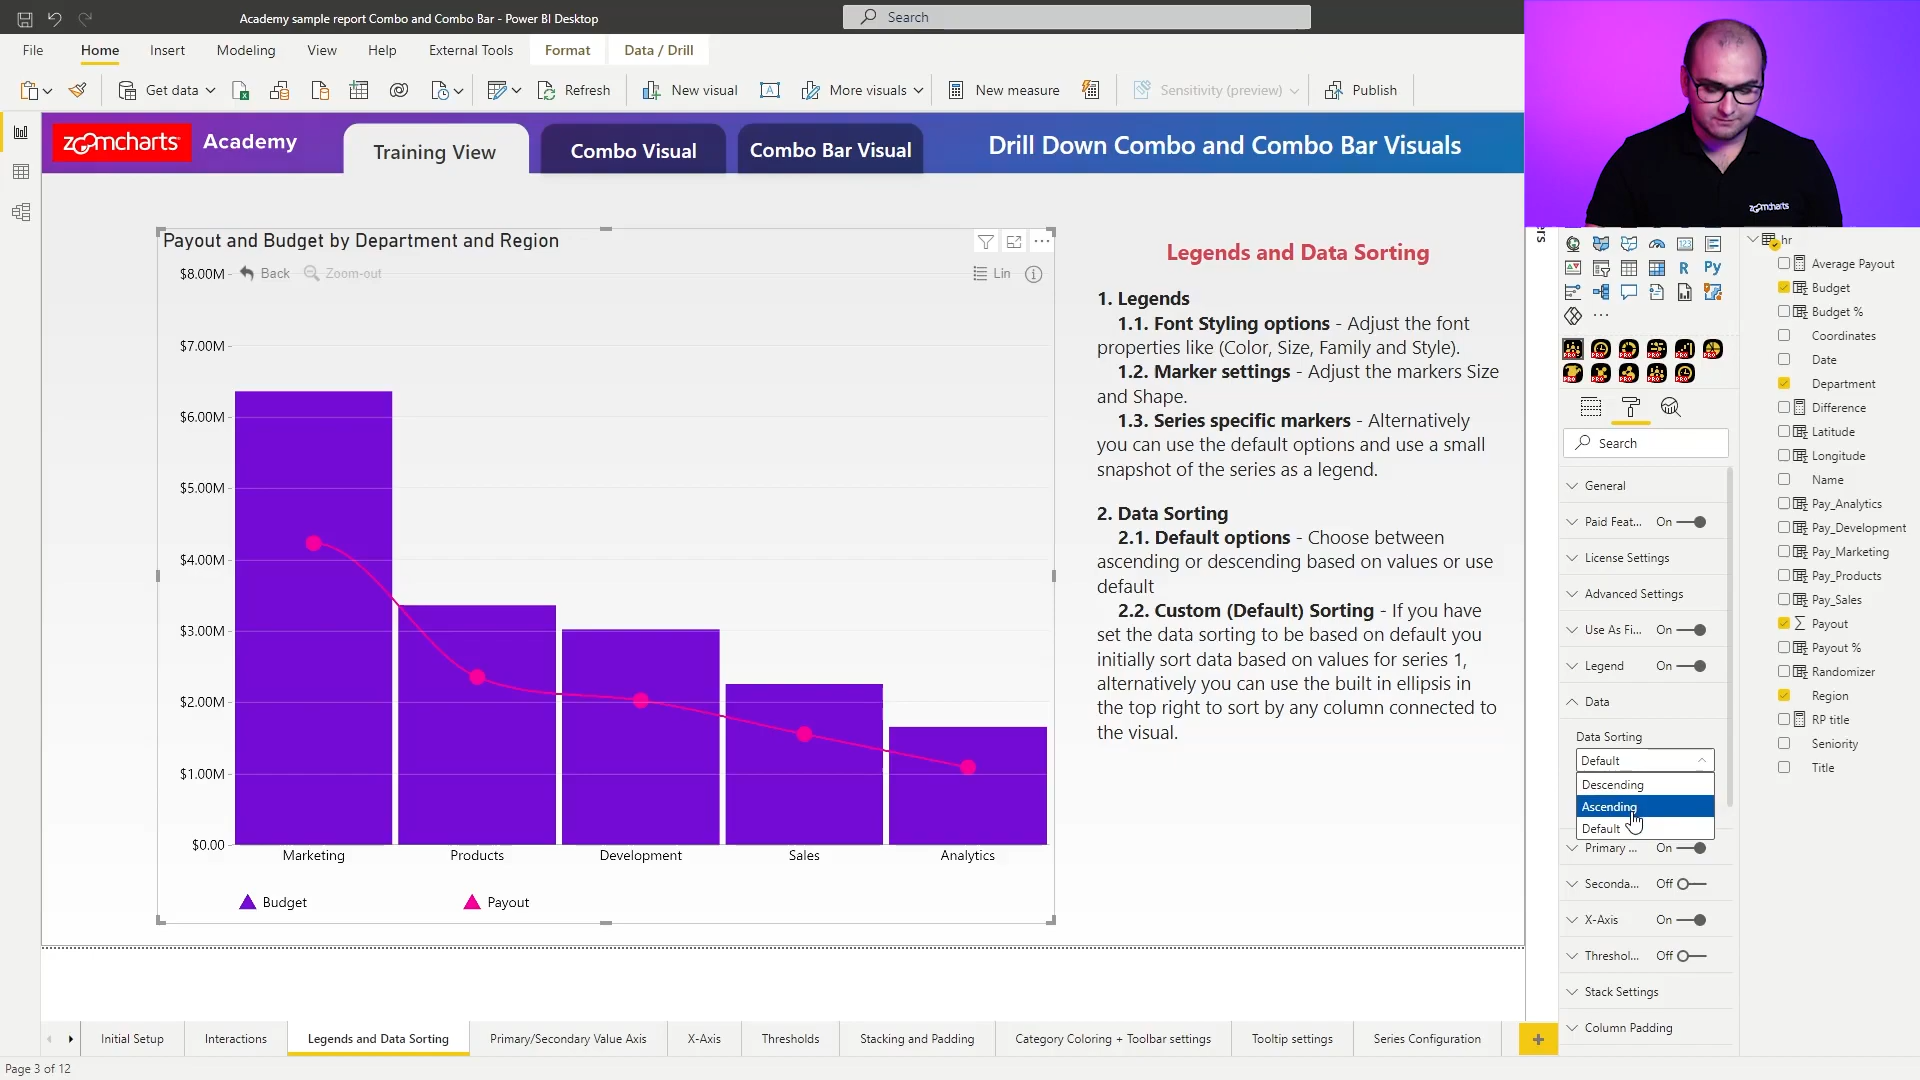 Academy sample report Combo and Combo Bar - Power BI Desktop
Search
File
Home
Insert
Modeling
View
Help
External Tools
Format
Data / Drill
Get data
Refresh
New visual
More visuals
New measure
Sensitivity (preview)
Publish
zoomcharts
Academy
Training View
Combo Visual
Combo Bar Visual
Drill Down Combo and Combo Bar Visuals
zoomcharts
Payout and Budget by Department and Region
Back
Zoom-out
Lin
$8.00M
$7.00M
$6.00M
$5.00M
$4.00M
$3.00M
$2.00M
$1.00M
$0.00
Marketing
Products
Development
Sales
Analytics
Budget
Payout
Legends and Data Sorting
1. Legends
1.1. Font Styling options - Adjust the font
properties like (Color, Size, Family and Style).
1.2. Marker settings - Adjust the markers Size
and Shape.
1.3. Series specific markers - Alternatively
you can use the default options and use a small
snapshot of the series as a legend.
2. Data Sorting
2.1. Default options - Choose between
ascending or descending based on values or use
default
2.2. Custom (Default) Sorting - If you have
set the data sorting to be based on default you
initially sort data based on values for series 1,
alternatively you can use the built in ellipsis in
the top right to sort by any column connected to
the visual.
ers
123
R
Py
PRO PRO PRO PRO PRO PRO
PRO PRO PRO PRO PRO
Search
General
Paid Feat... On
License Settings
Advanced Settings
Use As Fi... On
Legend On
Data
Data Sorting
Default
Descending
Ascending
Default
Primary ... On
Seconda... Off
X-Axis On
Threshol... Off
Stack Settings
Column Padding
hr
Average Payout
Budget
Budget %
Coordinates
Date
Department
Difference
Latitude
Longitude
Name
Pay_Analytics
Pay_Development
Pay_Marketing
Pay_Products
Pay_Sales
Payout
Payout %
Randomizer
Region
RP title
Seniority
Title
Initial Setup
Interactions
Legends and Data Sorting
Primary/Secondary Value Axis
X-Axis
Thresholds
Stacking and Padding
Category Coloring + Toolbar settings
Tooltip settings
Series Configuration
Page 3 of 12